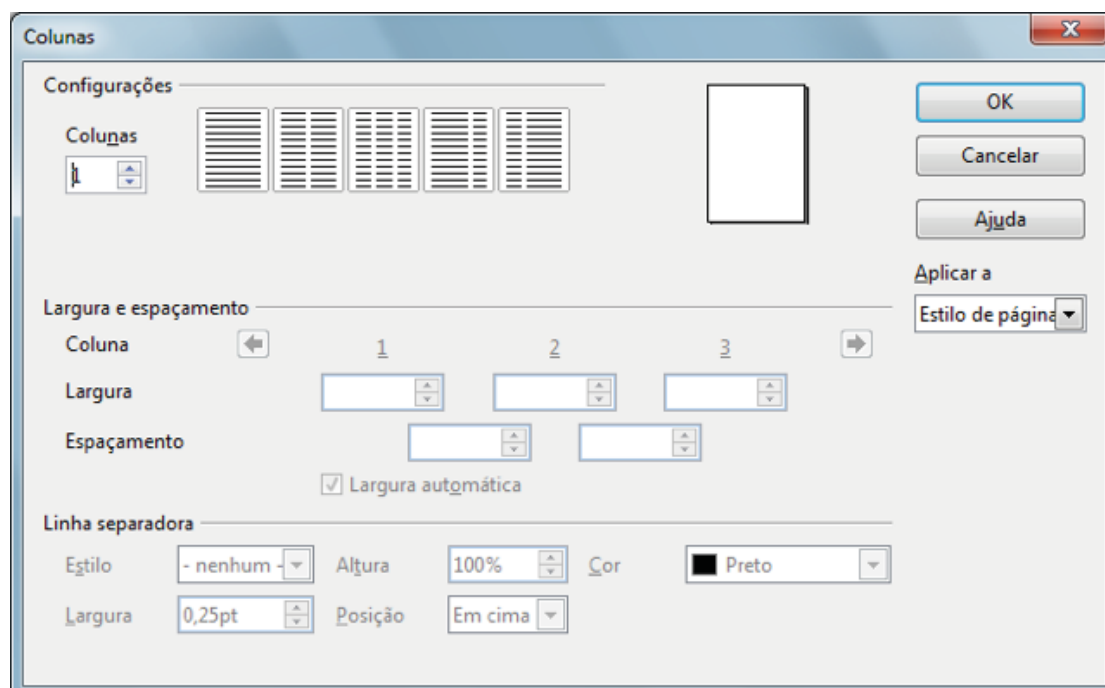 Colunas
Configurações
Colunas
1
OK
Cancelar
Ajuda
Aplicar a
Estilo de página
Largura e espaçamento
Coluna 1 2 3
Largura
Espaçamento
Largura automática
Linha separadora
Estilo - nenhum - Altura 100% Cor Preto
Largura 0,25pt Posição Em cima